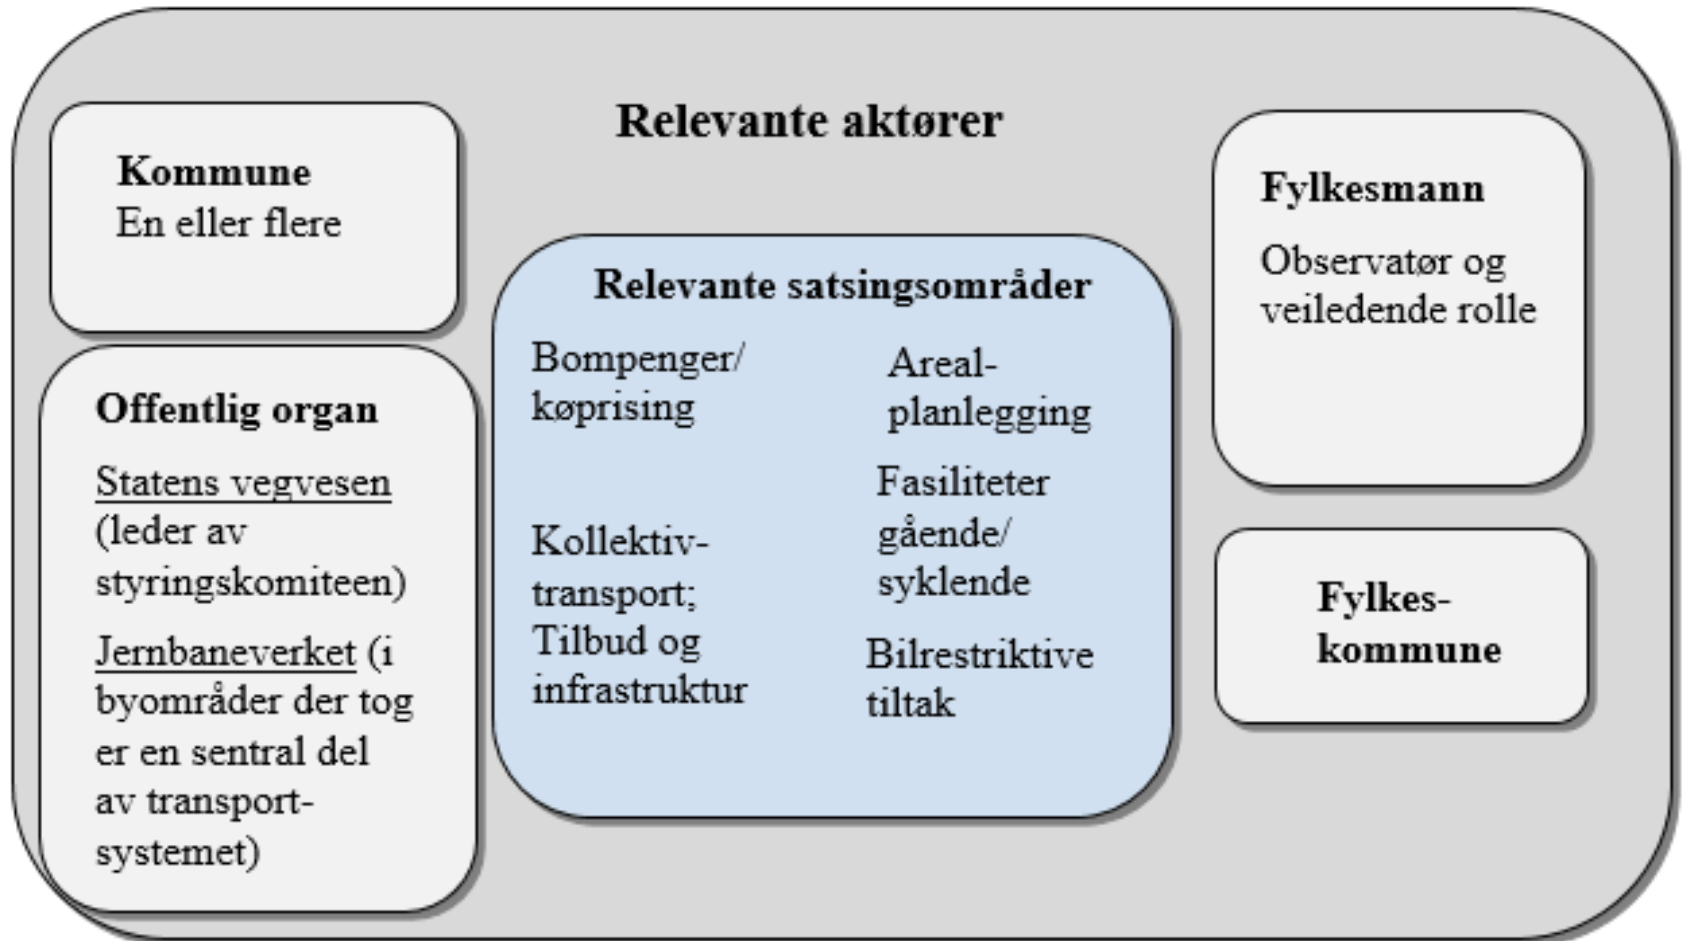 Relevante aktører
Kommune
En eller flere
Offentlig organ
Statens vegvesen
(leder av
styringskomiteen)
Jernbaneverket (i
byområder der tog
er en sentral del
av transport-
systemet)
Relevante satsingsområder
Bompenger/
køprising
Kollektiv-
transport;
Tilbud og
infrastruktur
Areal-
planlegging
Fasiliteter
gående/
syklende
Bilrestriktive
tiltak
Fylkesmann
Observatør og
veiledende rolle
Fylkes-
kommune